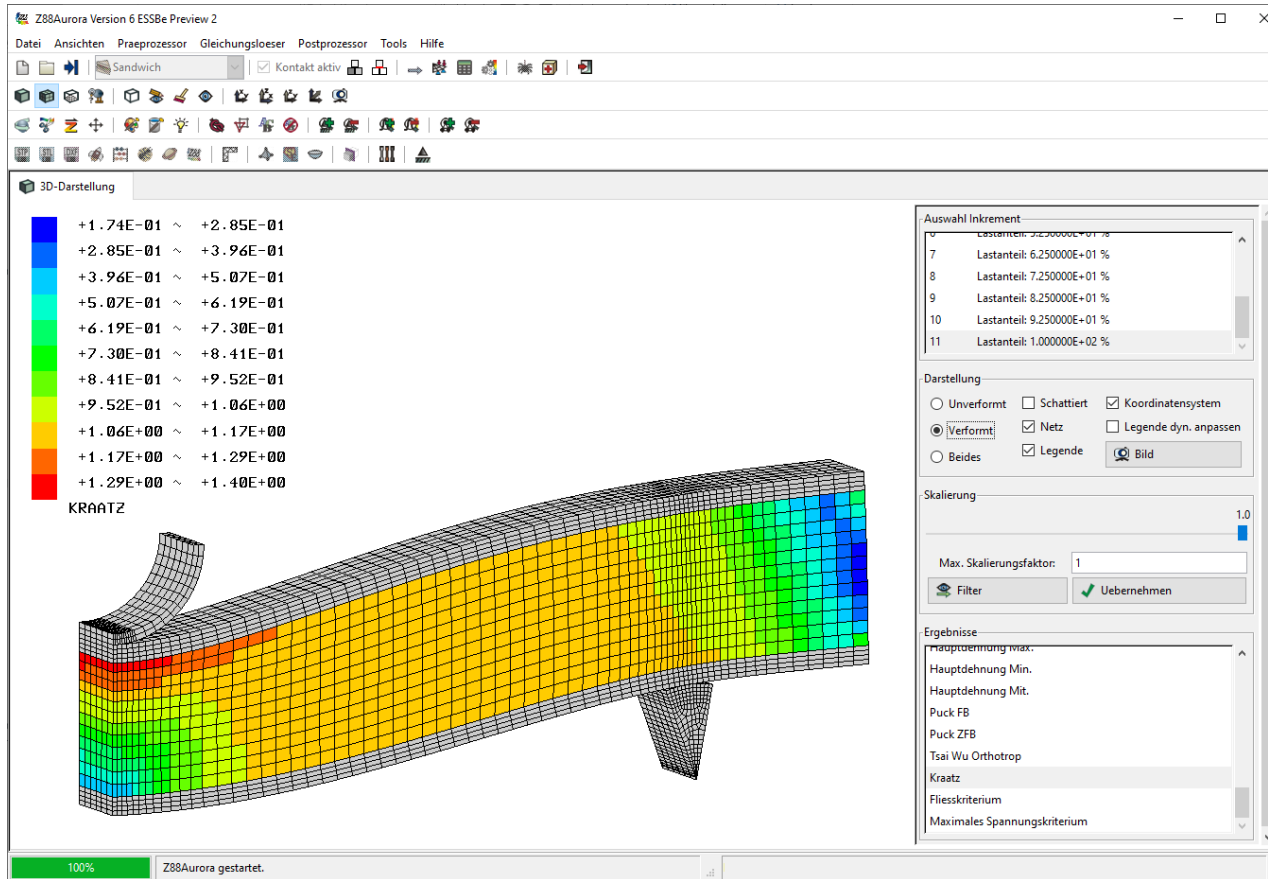 Z88Aurora Version 6 ESSBe Preview 2
Datei Ansichten Praeprozessor Gleichungsloeser Postprozessor Tools Hilfe
Sandwich Kontakt aktiv
3D-Darstellung
+1.74E-01 ~ +2.85E-01
+2.85E-01 ~ +3.96E-01
+3.96E-01 ~ +5.07E-01
+5.07E-01 ~ +6.19E-01
+6.19E-01 ~ +7.30E-01
+7.30E-01 ~ +8.41E-01
+8.41E-01 ~ +9.52E-01
+9.52E-01 ~ +1.06E+00
+1.06E+00 ~ +1.17E+00
+1.17E+00 ~ +1.29E+00
+1.29E+00 ~ +1.40E+00
KRAATZ
Auswahl Inkrement
6 Lastanteil: 5.250000E+01 %
7 Lastanteil: 6.250000E+01 %
8 Lastanteil: 7.250000E+01 %
9 Lastanteil: 8.250000E+01 %
10 Lastanteil: 9.250000E+01 %
11 Lastanteil: 1.000000E+02 %
Darstellung
Unverformt Schattiert Koordinatensystem
Verformt Netz Legende dyn. anpassen
Beides Legende Bild
Skalierung
1.0
Max. Skalierungsfaktor: 1
Filter Uebernehmen
Ergebnisse
Hauptdehnung Max.
Hauptdehnung Min.
Hauptdehnung Mit.
Puck FB
Puck ZFB
Tsai Wu Orthotrop
Kraatz
Fliesskriterium
Maximales Spannungskriterium
100% Z88Aurora gestartet.